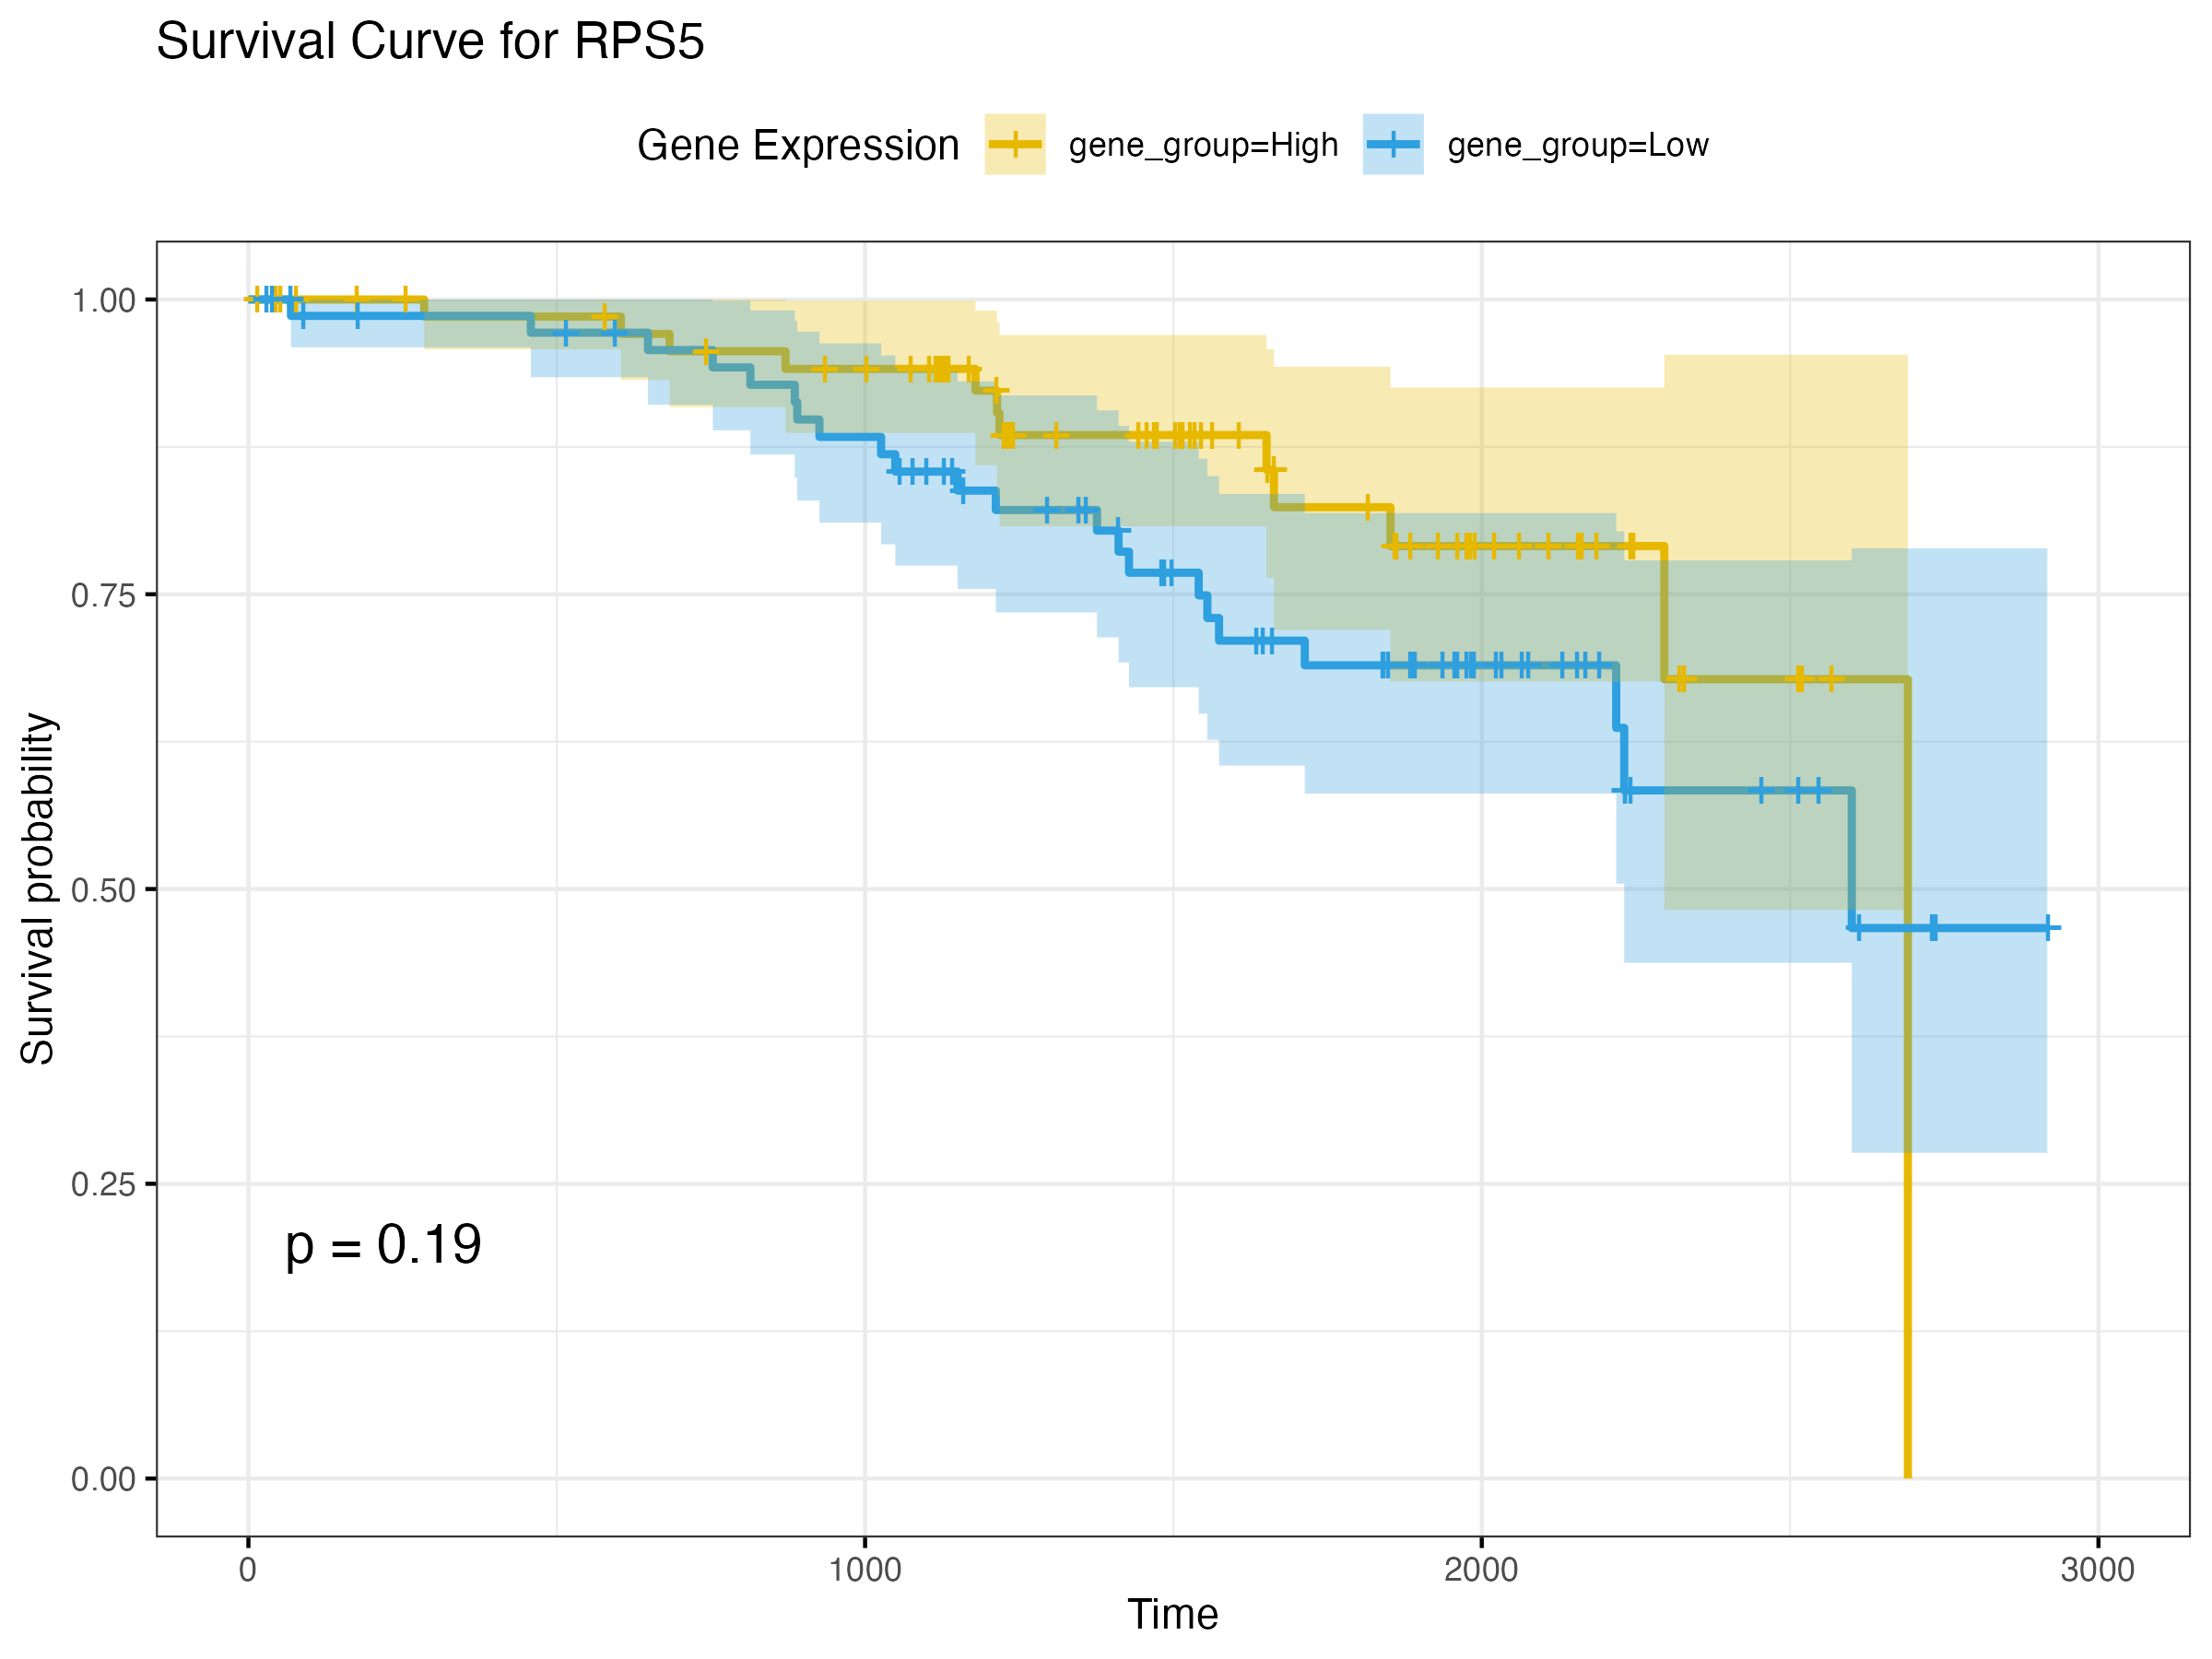 Survival Curve for RPS5
Gene Expression gene_group=High gene_group=Low
1.00
0.75
0.50
0.25
0.00
Survival probability
p = 0.19
0 1000 2000 3000
Time